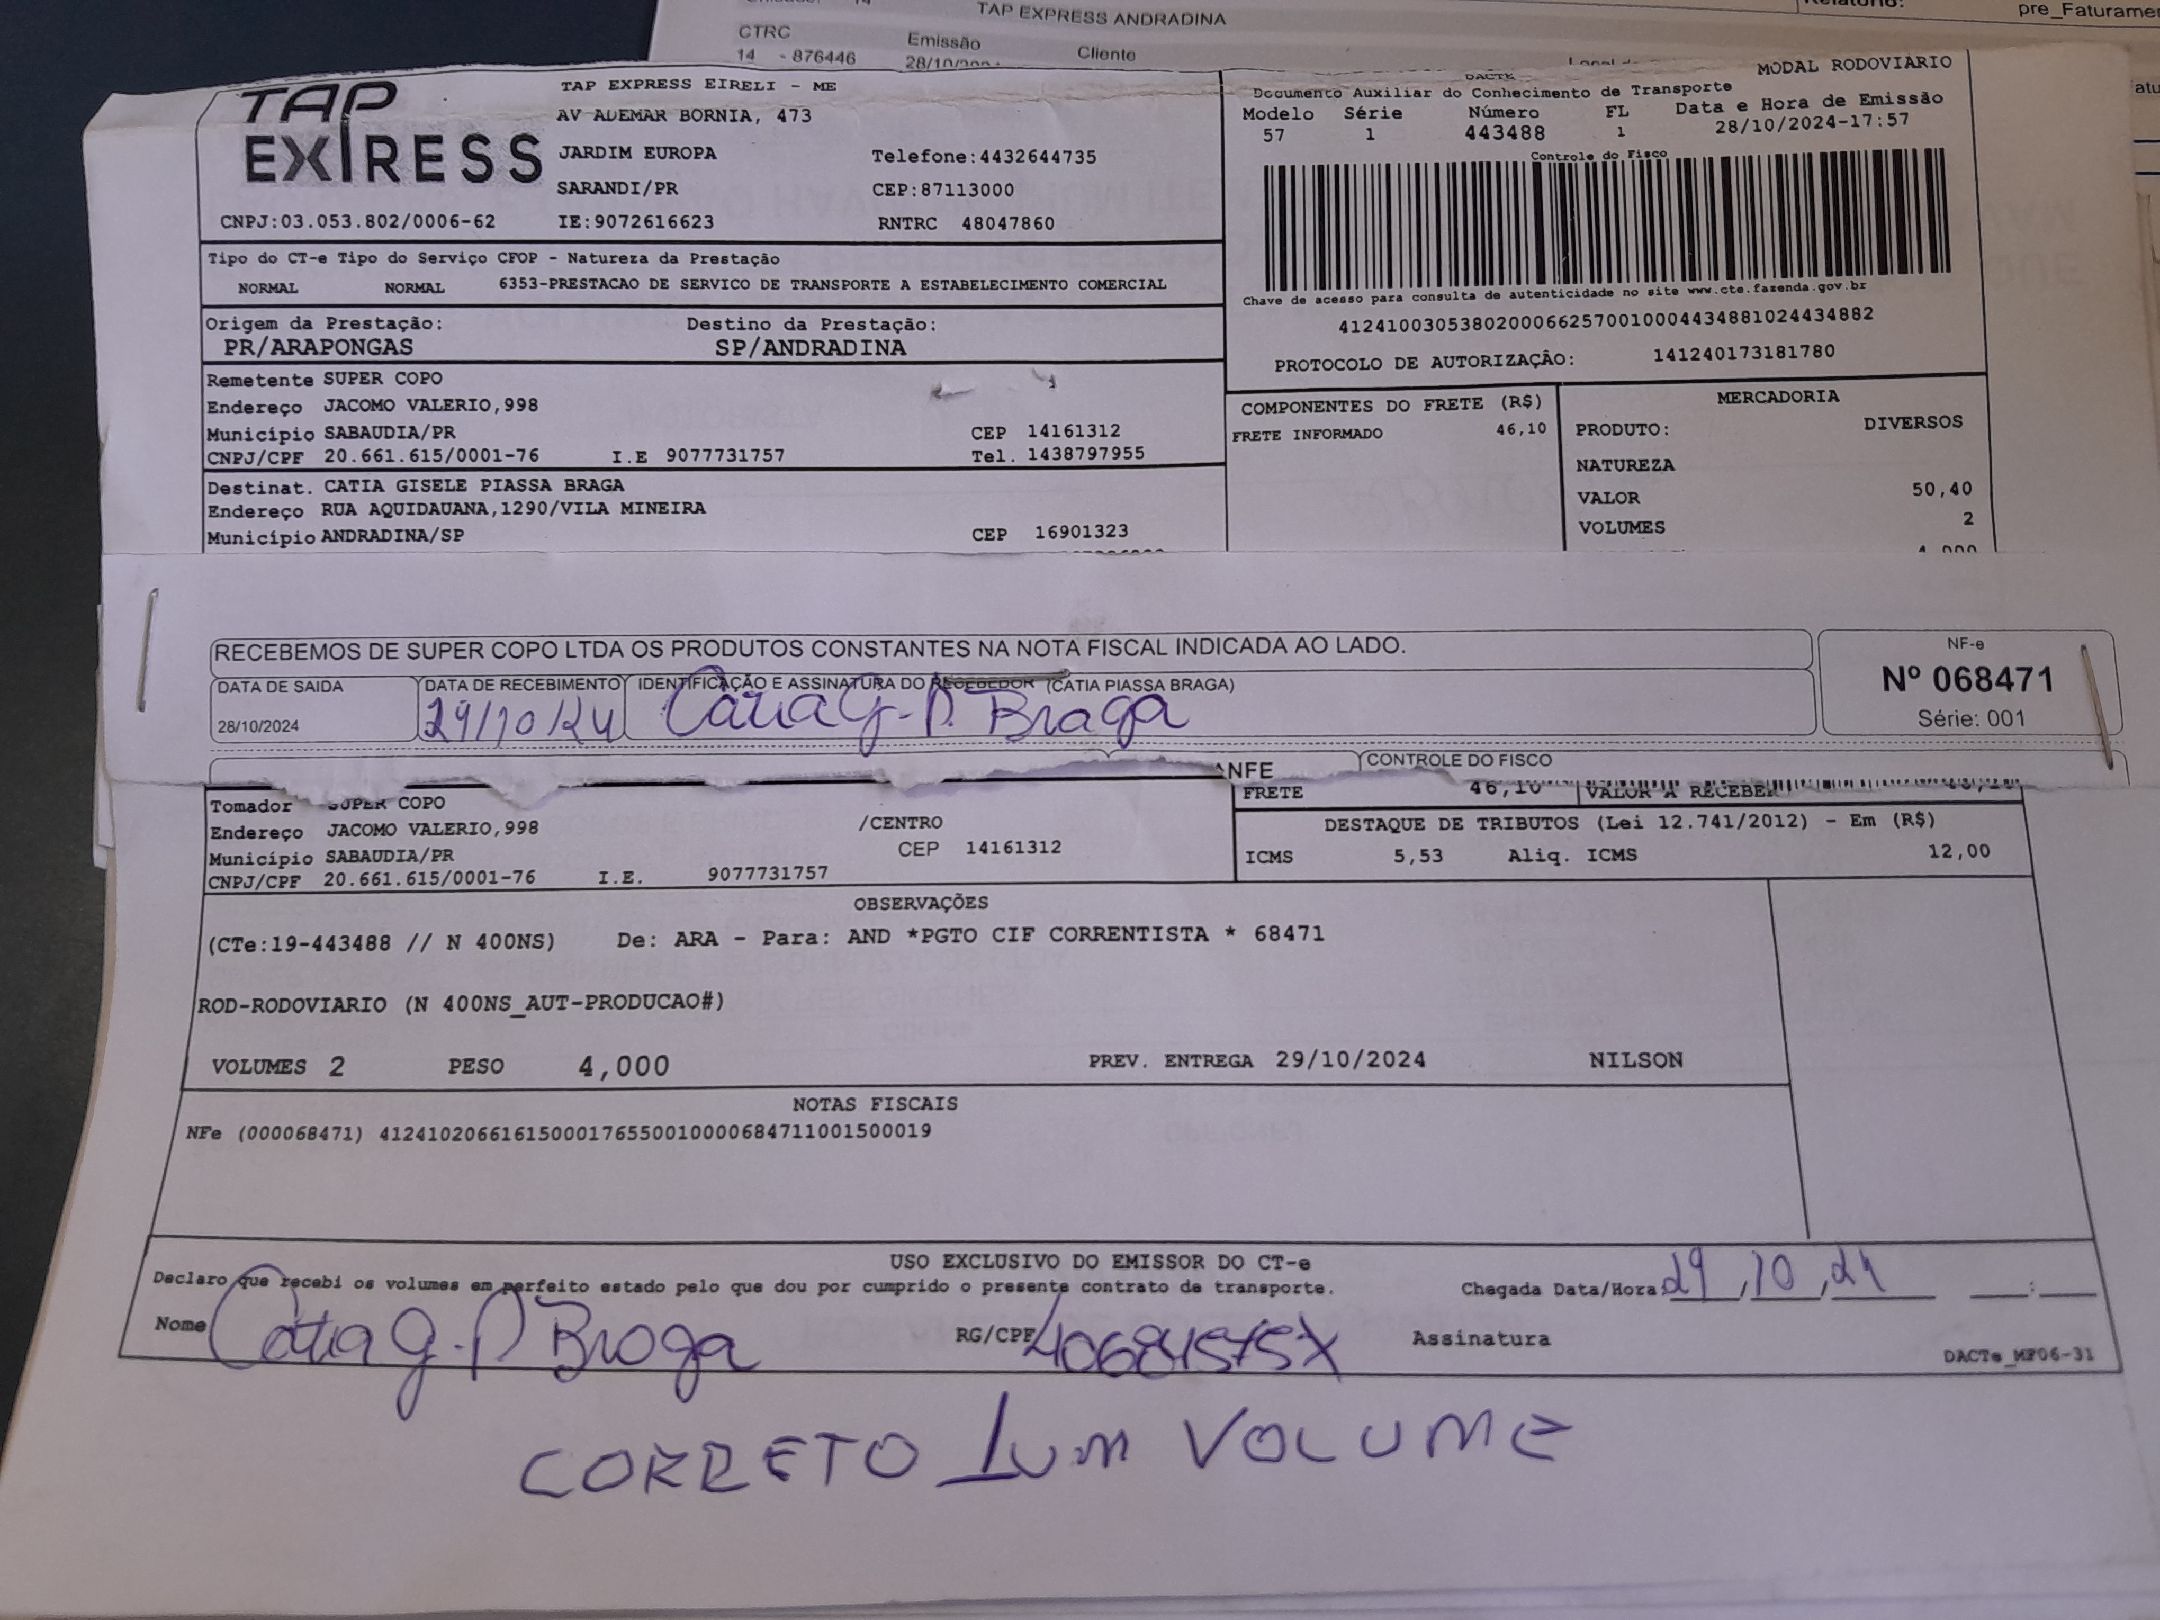 TAP EXPRESS ANDRADINA
pre_Faturame
CTRC Emissão Cliente
14 - 876446 28/10/
TAP EXIRESS
TAP EXPRESS EIRELI - ME
AV ADEMAR BORNIA, 473
JARDIM EUROPA Telefone:4432644735
SARANDI/PR CEP:87113000
CNPJ:03.053.802/0006-62 IE:9072616623 RNTRC 48047860
DACTE MODAL RODOVIARIO
Documento Auxiliar do Conhecimento de Transporte
Modelo Série Número FL Data e Hora de Emissão
57 1 443488 1 28/10/2024-17:57
Controle do Fisco
Chave de acesso para consulta de autenticidade no site www.cte.fazenda.gov.br
41241003053802000662570010004434881024434882
PROTOCOLO DE AUTORIZAÇÃO: 141240173181780
Tipo do CT-e Tipo do Serviço CFOP - Natureza da Prestação
NORMAL NORMAL 6353-PRESTACAO DE SERVICO DE TRANSPORTE A ESTABELECIMENTO COMERCIAL
Origem da Prestação: Destino da Prestação:
PR/ARAPONGAS SP/ANDRADINA
Remetente SUPER COPO
Endereço JACOMO VALERIO,998
Município SABAUDIA/PR CEP 14161312
CNPJ/CPF 20.661.615/0001-76 I.E 9077731757 Tel. 1438797955
Destinat. CATIA GISELE PIASSA BRAGA
Endereço RUA AQUIDAUANA,1290/VILA MINEIRA
Município ANDRADINA/SP CEP 16901323
COMPONENTES DO FRETE (R$)
FRETE INFORMADO 46,10
MERCADORIA
PRODUTO: DIVERSOS
NATUREZA
VALOR 50,40
VOLUMES 2
RECEBEMOS DE SUPER COPO LTDA OS PRODUTOS CONSTANTES NA NOTA FISCAL INDICADA AO LADO.
DATA DE SAIDA DATA DE RECEBIMENTO IDENTIFICAÇÃO E ASSINATURA DO RECEBEDOR (CATIA PIASSA BRAGA)
28/10/2024 29/10/24 Catia G. P. Braga
NF-e
Nº 068471
Série: 001
ANFE CONTROLE DO FISCO
FRETE 46,10 VALOR A RECEBER
Tomador SUPER COPO
Endereço JACOMO VALERIO,998 /CENTRO
Município SABAUDIA/PR CEP 14161312
CNPJ/CPF 20.661.615/0001-76 I.E. 9077731757
DESTAQUE DE TRIBUTOS (Lei 12.741/2012) - Em (R$)
ICMS 5,53 Aliq. ICMS 12,00
OBSERVAÇÕES
(CTe:19-443488 // N 400NS) De: ARA - Para: AND *PGTO CIF CORRENTISTA * 68471
ROD-RODOVIARIO (N 400NS_AUT-PRODUCAO#)
VOLUMES 2 PESO 4,000 PREV. ENTREGA 29/10/2024 NILSON
NOTAS FISCAIS
NFe (000068471) 41241020661615000176550010000684711001500019
USO EXCLUSIVO DO EMISSOR DO CT-e
Declaro que recebi os volumes em perfeito estado pelo que dou por cumprido o presente contrato de transporte. Chegada Data/Hora 29,10,24 :
Nome Catia G. P. Braga RG/CPF 40684575X Assinatura
DACTe_MP06-31
CORRETO 1 UM VOLUME